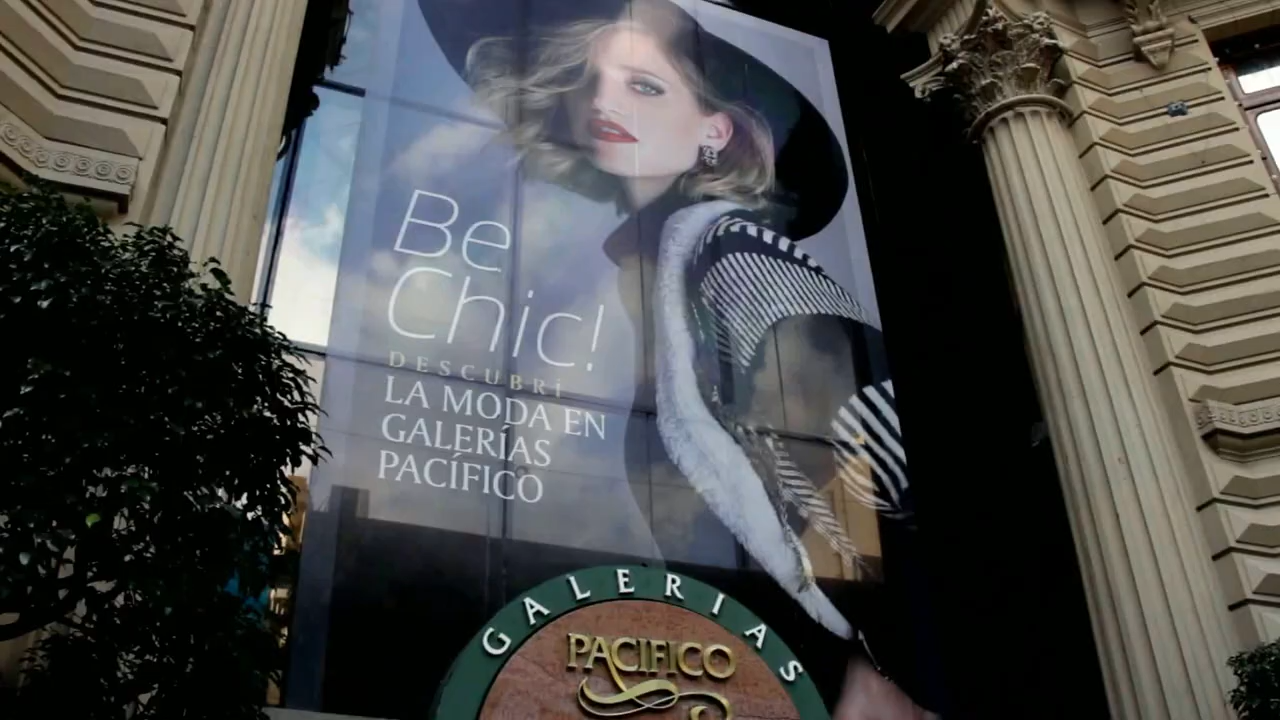 Be
Chic!
DESCUBRÍ
LA MODA EN
GALERÍAS
PACÍFICO
GALERIAS
PACIFICO